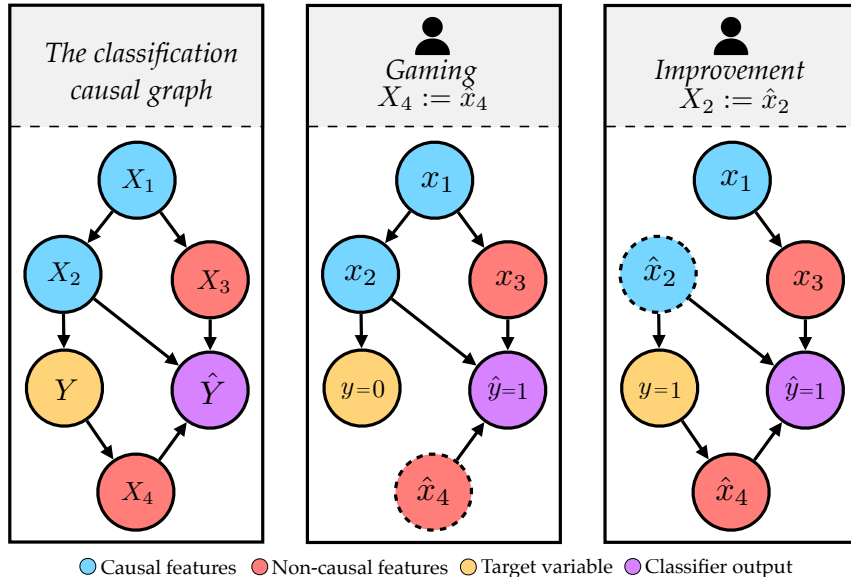 The classification
causal graph
X₁
X₂
X₃
Y
Ŷ
X₄
Gaming
X₄ := x̂₄
x₁
x₂
x₃
y=0
ŷ=1
x̂₄
Improvement
X₂ := x̂₂
x₁
x̂₂
x₃
y=1
ŷ=1
x̂₄
Causal features
Non-causal features
Target variable
Classifier output